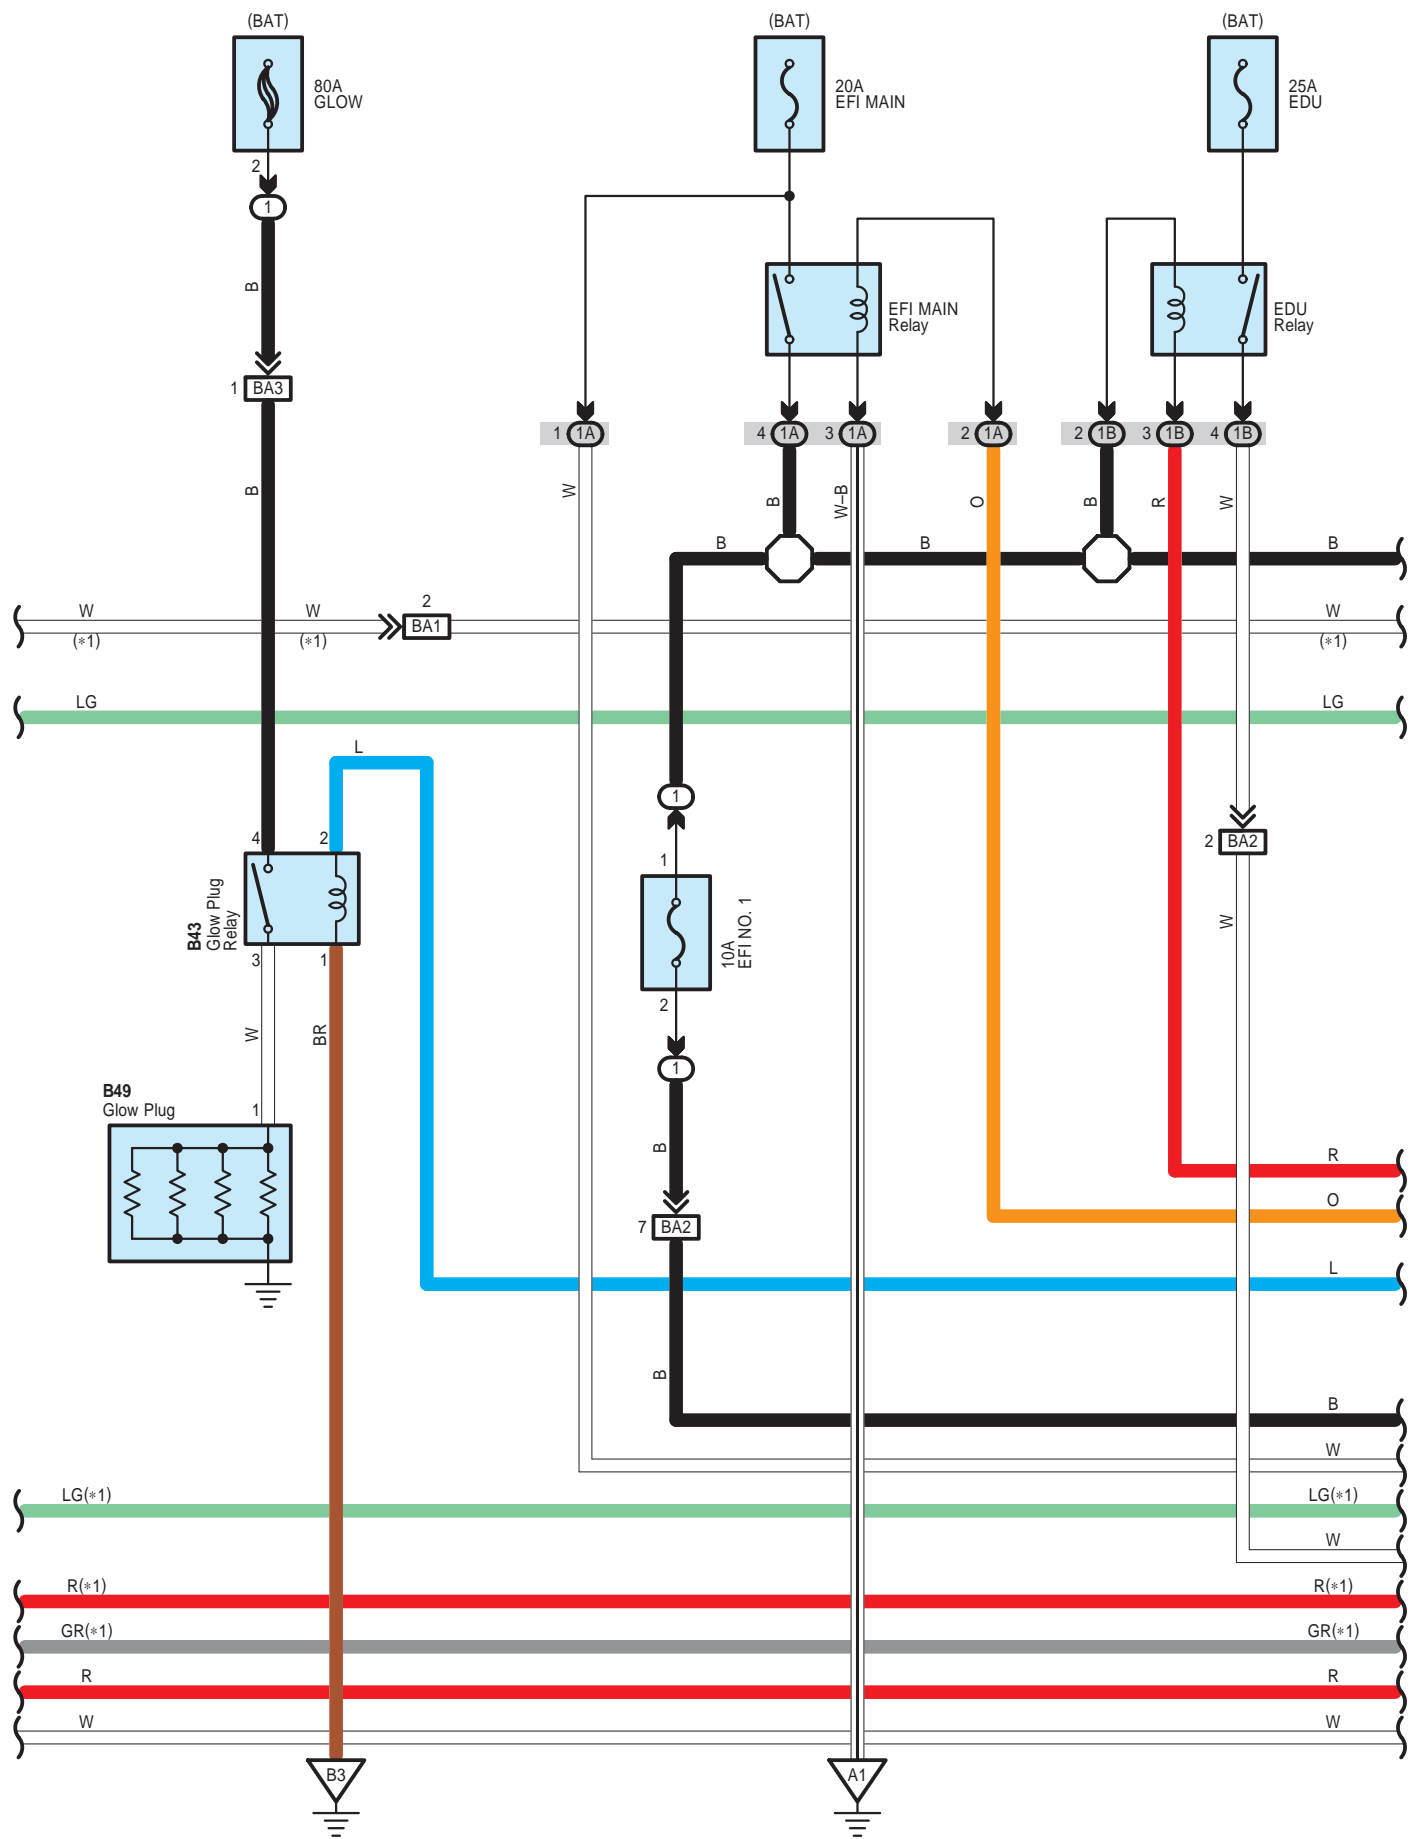 (BAT)
(BAT)
(BAT)
80A
GLOW
20A
EFI MAIN
25A
EDU
2
1
B
EFI MAIN
Relay
EDU
Relay
1 BA3
1 1A
4 1A
3 1A
2 1A
2 1B
3 1B
4 1B
B
W
B
W–B
O
B
R
W
B
B
B
W
(*1)
W
(*1)
2
BA1
W
(*1)
LG
LG
L
1
4
2
1
2 BA2
B43
Glow Plug
Relay
10A
EFI NO. 1
W
3
1
2
W
BR
1
B49
Glow Plug
1
B
R
O
7 BA2
L
B
B
W
LG(*1)
LG(*1)
W
R(*1)
R(*1)
GR(*1)
GR(*1)
R
R
W
W
B3
A1